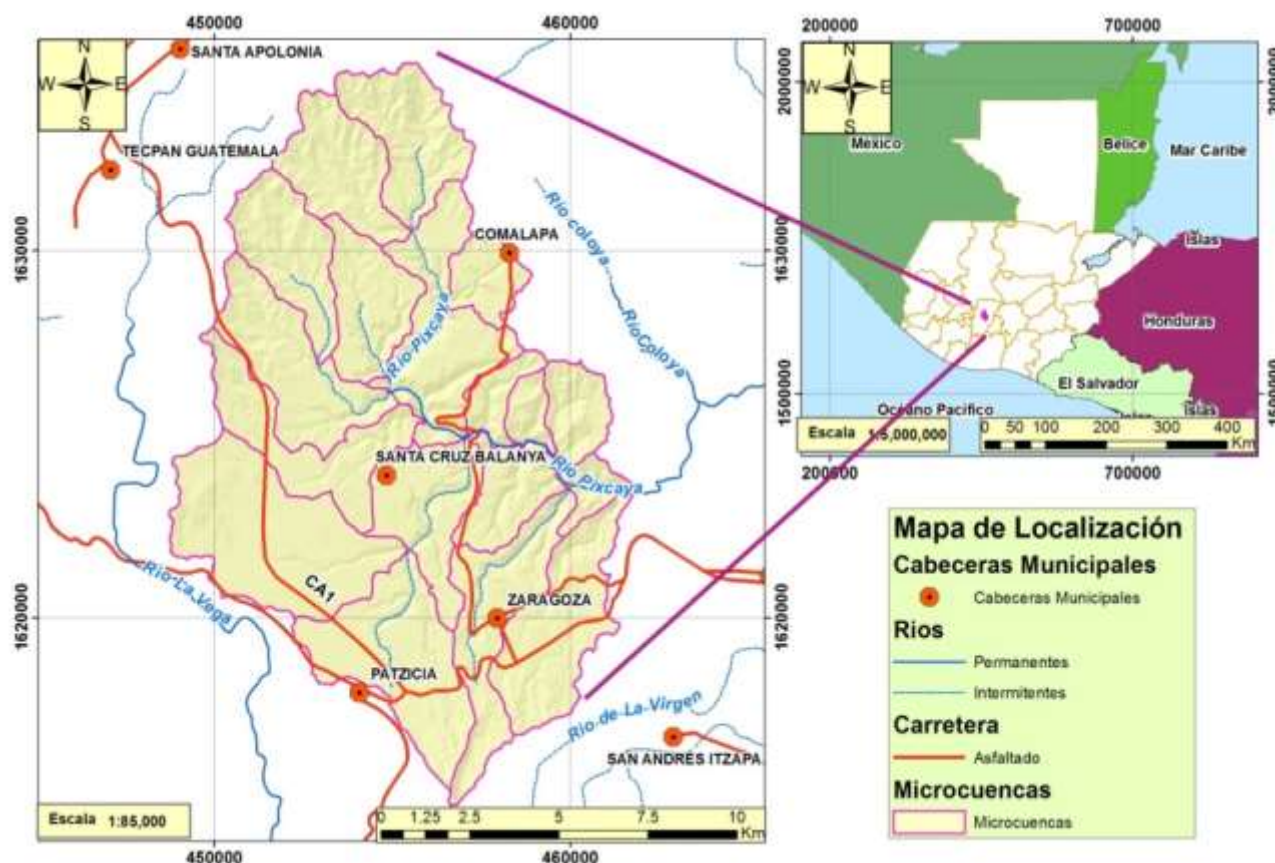 450000
460000
N
W E
S
SANTA APOLONIA
TECPAN GUATEMALA
1630000
1630000
COMALAPA
Rio coloya
RioColoya
Rio Pixcaya
SANTA CRUZ BALANYA
Rio Pixcaya
Rio La Vega
CA1
ZARAGOZA
1620000
1620000
PATZICIA
Rio de La Virgen
SAN ANDRES ITZAPA
Escala 1:85,000
0 1.25 2.5 5 7.5 10
Km
450000
460000
200000
700000
N
W E
S
2000000
Mexico
Belice
Mar Caribe
Islas
Honduras
El Salvador
Islas
Océano Pacifico
1500000
Escala 1:5,000,000
0 50 100 200 300 400
Km
200000
700000
Mapa de Localización
Cabeceras Municipales
Cabeceras Municipales
Rios
Permanentes
Intermitentes
Carretera
Asfaltado
Microcuencas
Microcuencas